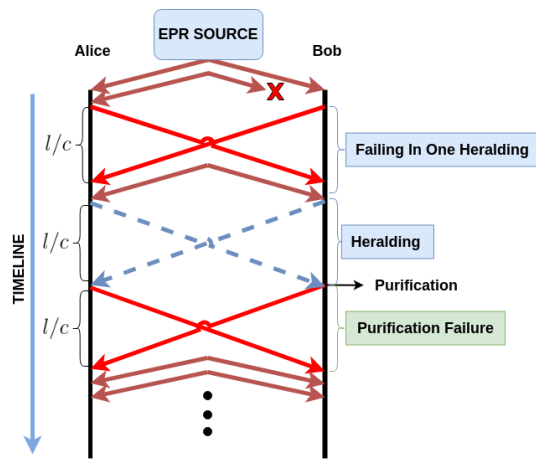 EPR SOURCE
Alice
Bob
X
l/c
Failing In One Heralding
l/c
Heralding
TIMELINE
Purification
l/c
Purification Failure